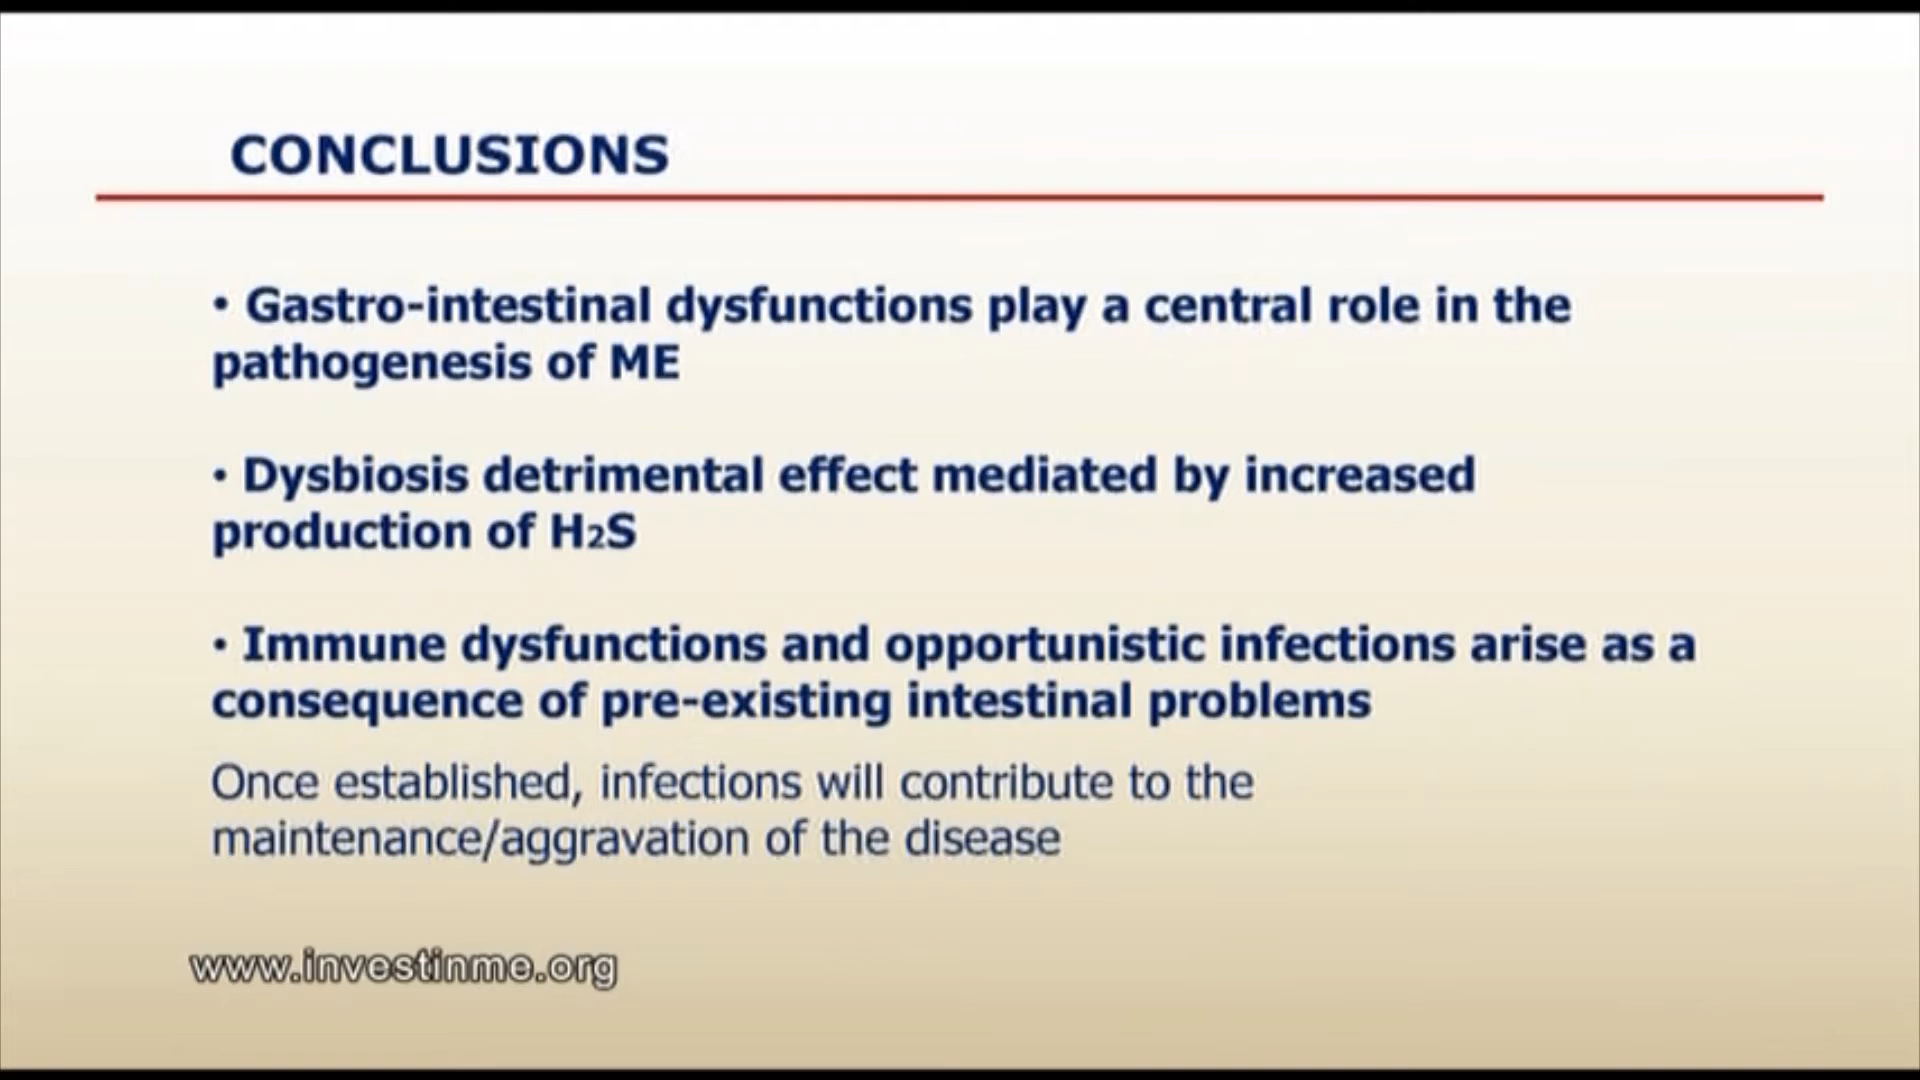 CONCLUSIONS
• Gastro-intestinal dysfunctions play a central role in the
pathogenesis of ME
• Dysbiosis detrimental effect mediated by increased
production of H₂S
• Immune dysfunctions and opportunistic infections arise as a
consequence of pre-existing intestinal problems
Once established, infections will contribute to the
maintenance/aggravation of the disease
www.investinme.org